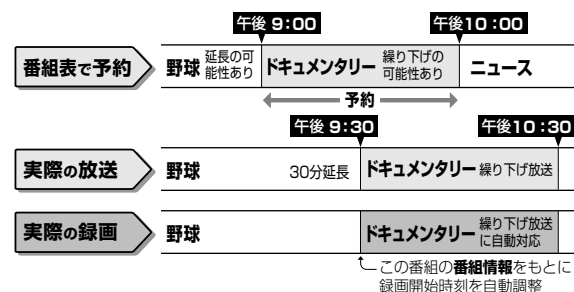 午後 9:00
午後10:00
番組表で予約
野球
延長の可
能性あり
ドキュメンタリー
繰り下げの
可能性あり
ニュース
予約
午後 9:30
午後10:30
実際の放送
野球
30分延長
ドキュメンタリー 繰り下げ放送
実際の録画
野球
ドキュメンタリー
繰り下げ放送
に自動対応
この番組の番組情報をもとに
録画開始時刻を自動調整